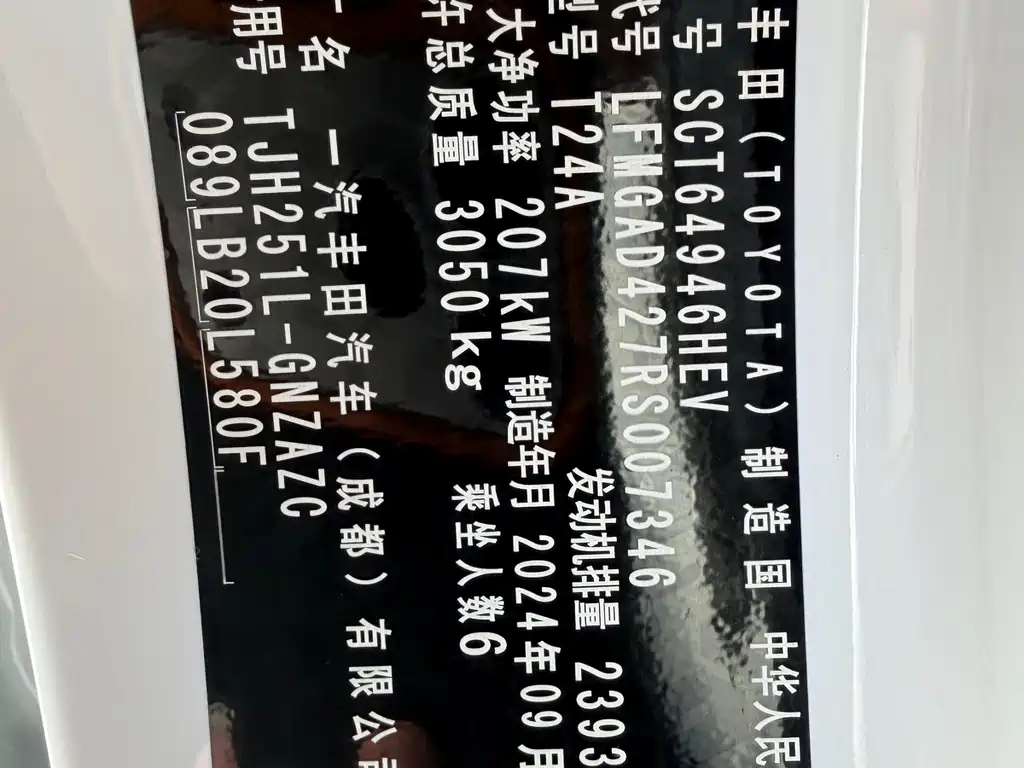 丰田(TOYOTA) 制造国 中华人民
号 SCT6494 6HEV
代号 LFMGAD427RS007346
型号 T24A 发动机排量 2393
大净功率 207kW 制造年月 2024年09月
许总质量 3050kg 乘坐人数6
名 一汽丰田汽车(成都)有限公司
用号 TJH251L-GNZAZC
089LB20L580F